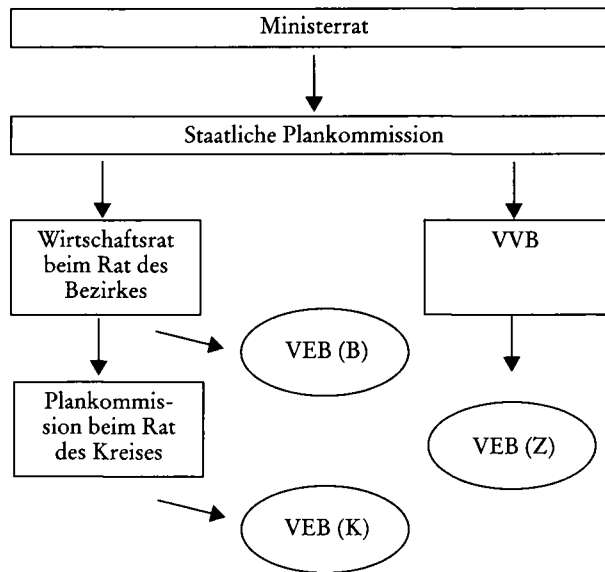 Ministerrat
Staatliche Plankommission
Wirtschaftsrat
beim Rat des
Bezirkes
VVB
VEB (B)
Plankommis-
sion beim Rat
des Kreises
VEB (Z)
VEB (K)